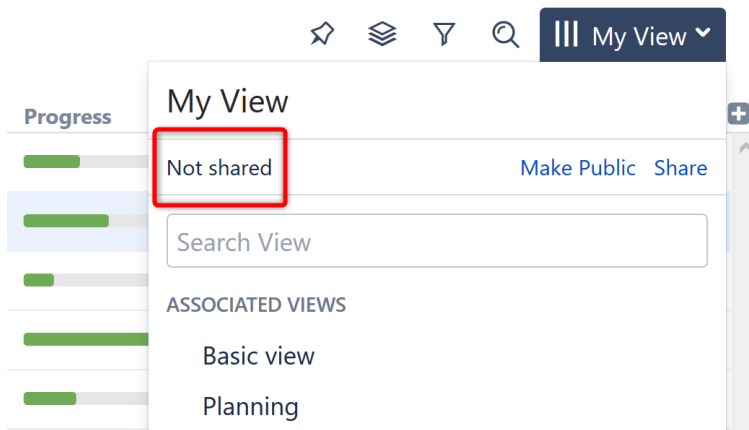 My View
My View
Progress
Not shared Make Public Share
Search View
ASSOCIATED VIEWS
Basic view
Planning